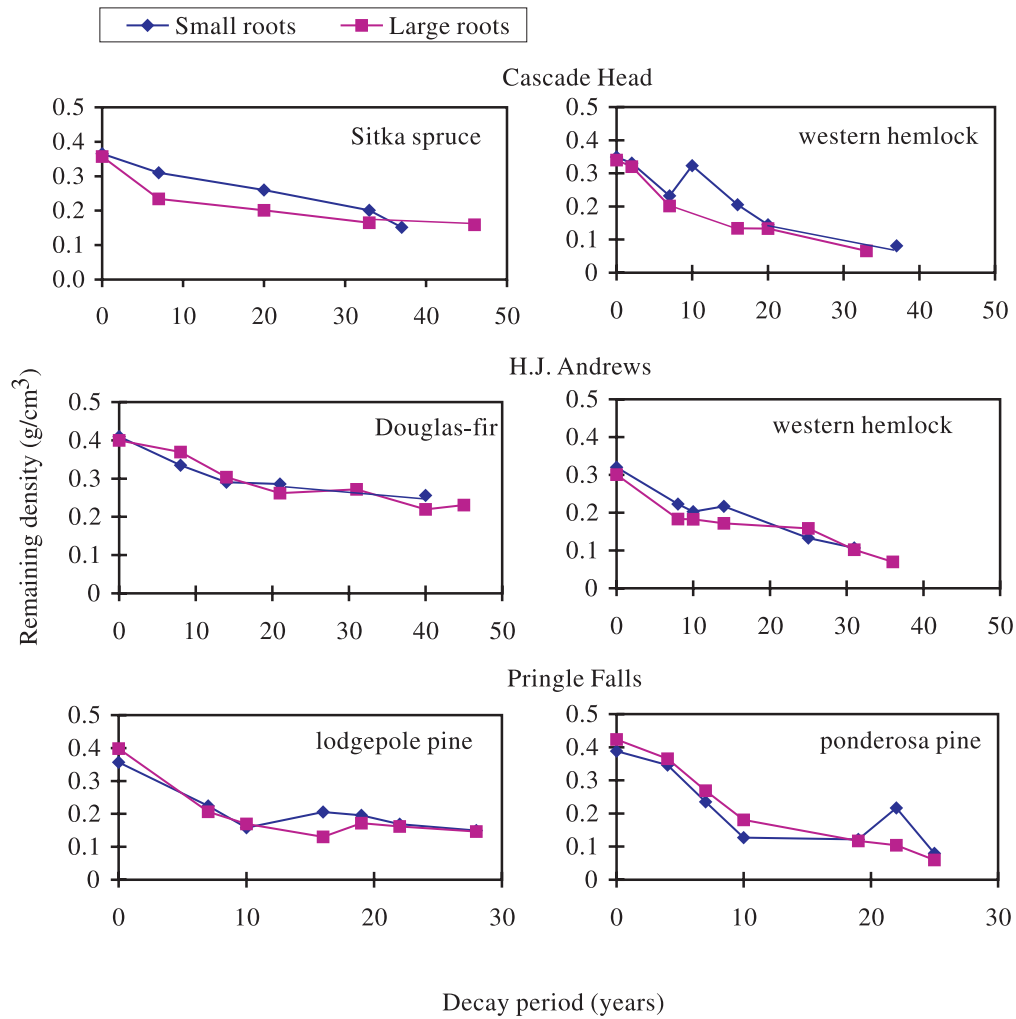 Small roots Large roots
Cascade Head
0.5
0.4
0.3
0.2
0.1
0.0
Sitka spruce
0 10 20 30 40 50
0.5
0.4
0.3
0.2
0.1
0
western hemlock
0 10 20 30 40 50
H.J. Andrews
0.5
0.4
0.3
0.2
0.1
0
Douglas-fir
0 10 20 30 40 50
0.5
0.4
0.3
0.2
0.1
0
western hemlock
0 10 20 30 40 50
Remaining density (g/cm³)
Pringle Falls
0.5
0.4
0.3
0.2
0.1
0
lodgepole pine
0 10 22 30
0.5
0.4
0.3
0.2
0.1
0
ponderosa pine
0 10 20 30
Decay period (years)